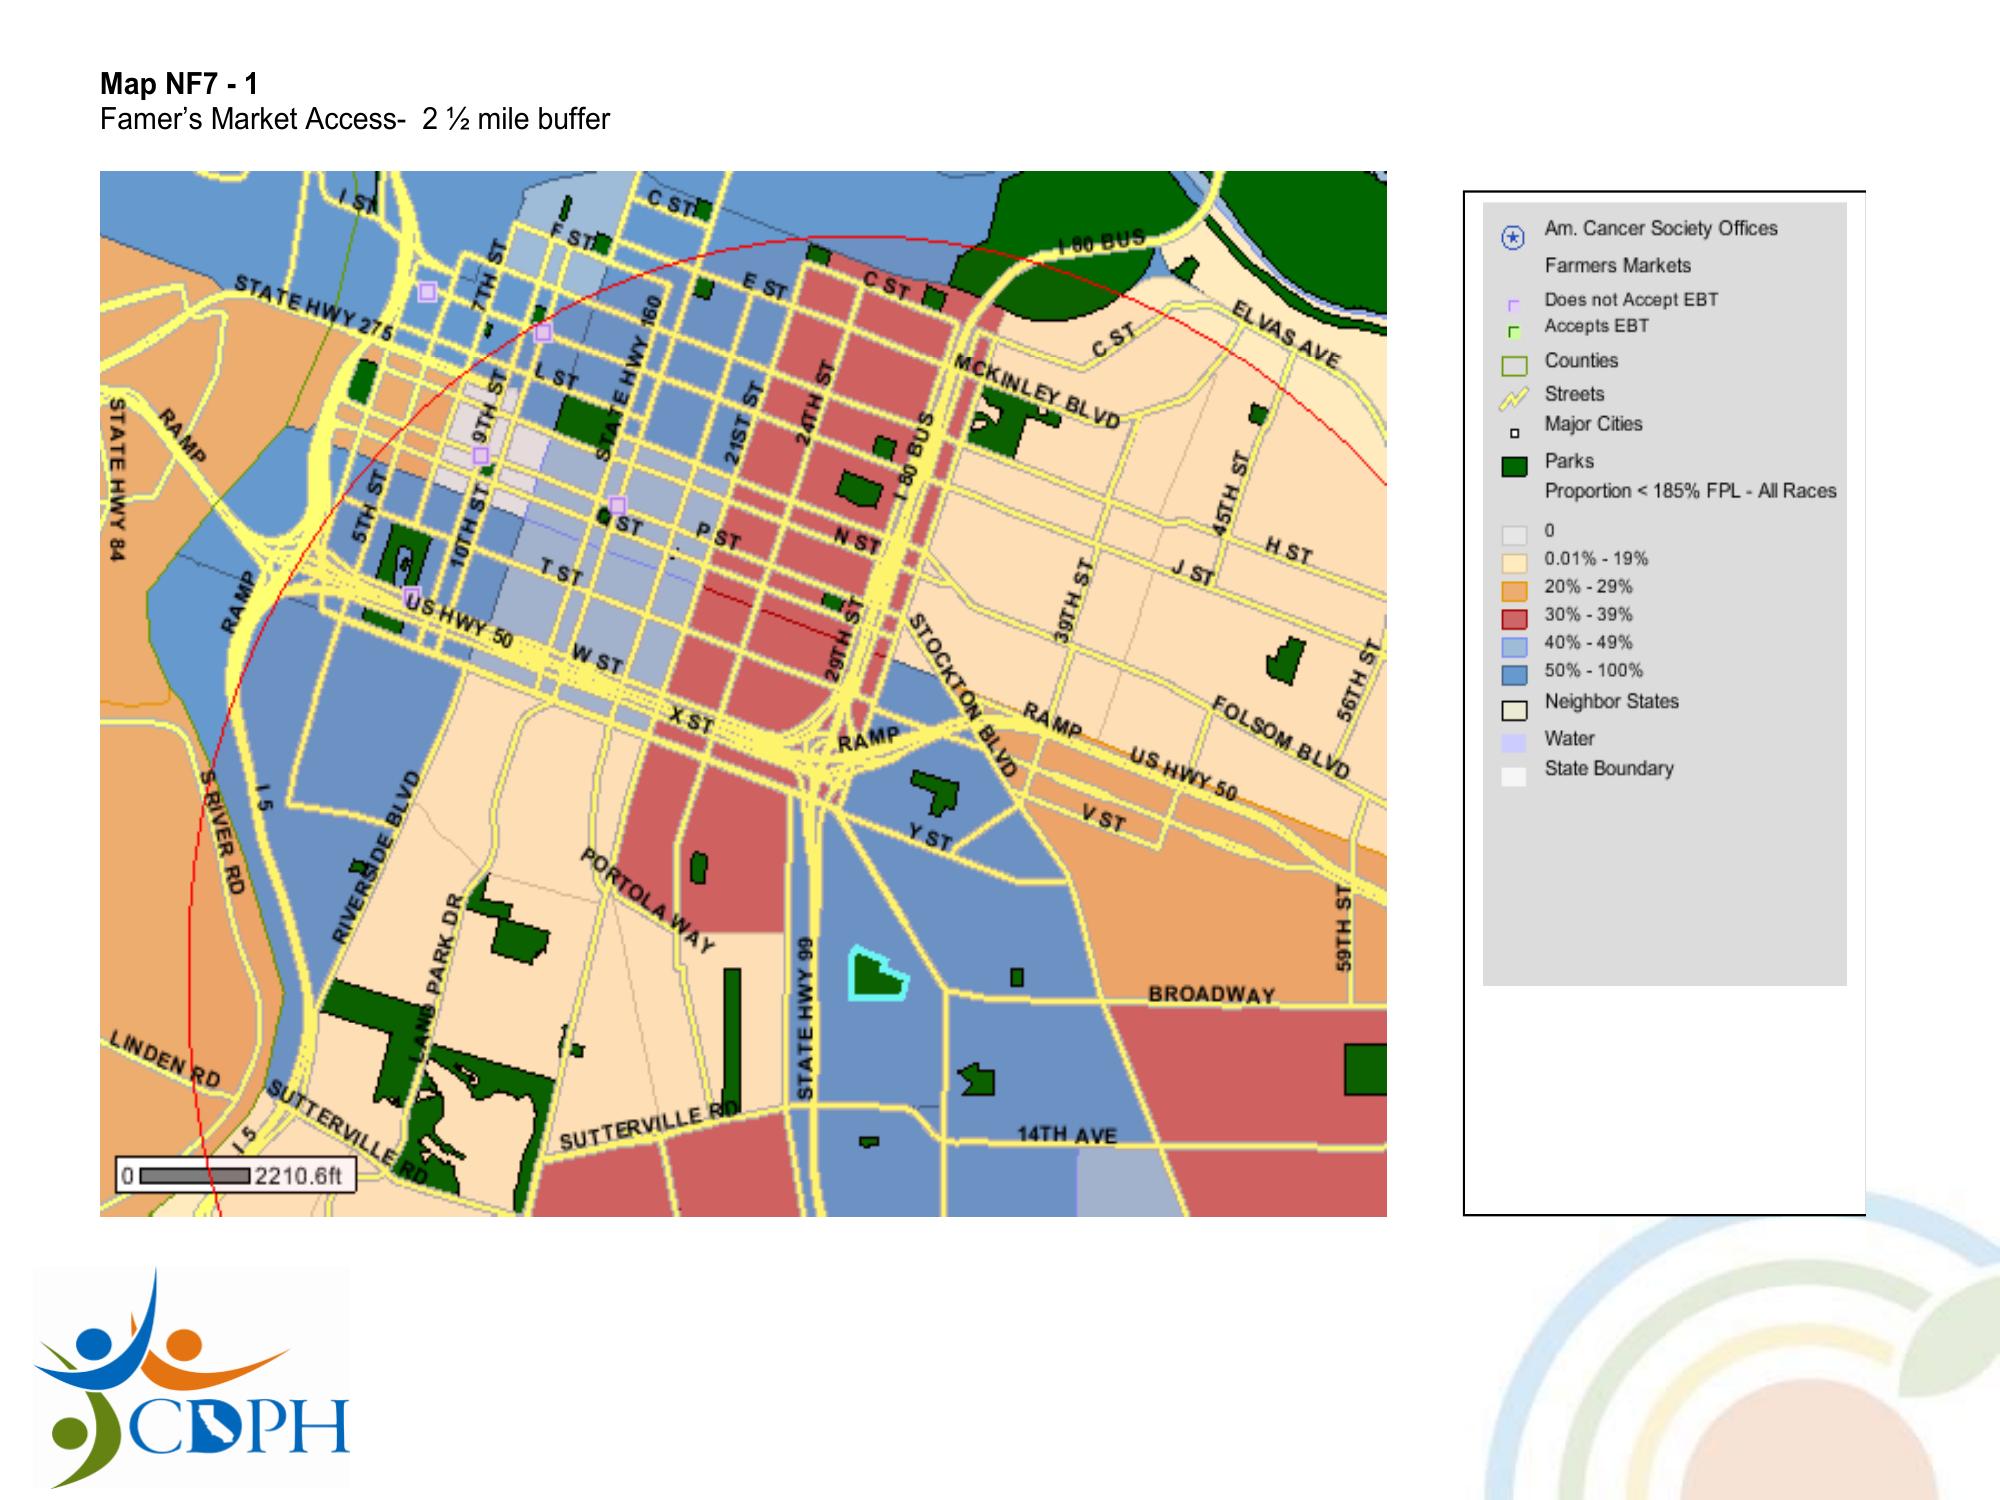 Map NF7 - 1
Famer’s Market Access- 2 ½ mile buffer
I ST
C ST
F ST
7TH ST
STATE HWY 275
E ST
C ST
I 80 BUS
ELVAS AVE
C ST
MCKINLEY BLVD
STATE HWY 160
L ST
9TH ST
21ST ST
24TH ST
I 80 BUS
RAMP
STATE HWY 84
5TH ST
10TH ST
ST
P ST
N ST
45TH ST
H ST
J ST
T ST
39TH ST
RAMP
US HWY 50
W ST
29TH ST
STOCKTON BLVD
56TH ST
X ST
RAMP
RAMP
FOLSOM BLVD
US HWY 50
S RIVER RD
I 5
RIVERSIDE BLVD
Y ST
V ST
PORTOLA WAY
LAND PARK DR
STATE HWY 99
59TH ST
BROADWAY
LINDEN RD
SUTTERVILLE RD
I 5
SUTTERVILLE RD
14TH AVE
0 2210.6ft
Am. Cancer Society Offices
Farmers Markets
Does not Accept EBT
Accepts EBT
Counties
Streets
Major Cities
Parks
Proportion < 185% FPL - All Races
0
0.01% - 19%
20% - 29%
30% - 39%
40% - 49%
50% - 100%
Neighbor States
Water
State Boundary
CDPH